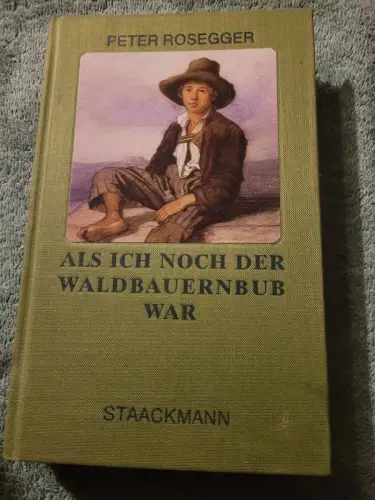 PETER ROSEGGER
ALS ICH NOCH DER
WALDBAUERNBUB
WAR
STAACKMANN